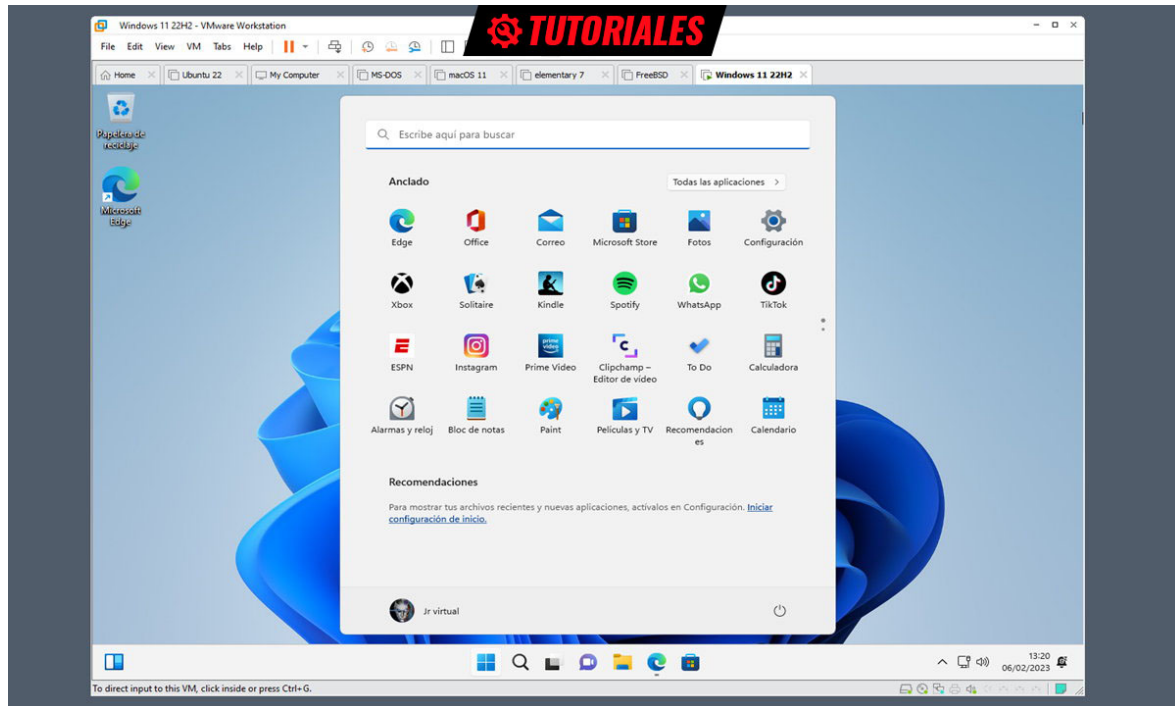 TUTORIALES
Windows 11 22H2 - VMware Workstation
File Edit View VM Tabs Help
Home Ubuntu 22 My Computer MS-DOS macOS 11 elementary 7 FreeBSD Windows 11 22H2
Papelera de
reciclaje
Microsoft
Edge
Escribe aquí para buscar
Anclado Todas las aplicaciones >
Edge Office Correo Microsoft Store Fotos Configuración
Xbox Solitaire Kindle Spotify WhatsApp TikTok
prime
video
ESPN Instagram Prime Video Clipchamp – To Do Calculadora
Editor de vídeo
Alarmas y reloj Bloc de notas Paint Películas y TV Recomendacion Calendario
es
Recomendaciones
Para mostrar tus archivos recientes y nuevas aplicaciones, actívalos en Configuración. Iniciar
configuración de inicio.
Jr virtual
13:20
06/02/2023
To direct input to this VM, click inside or press Ctrl+G.